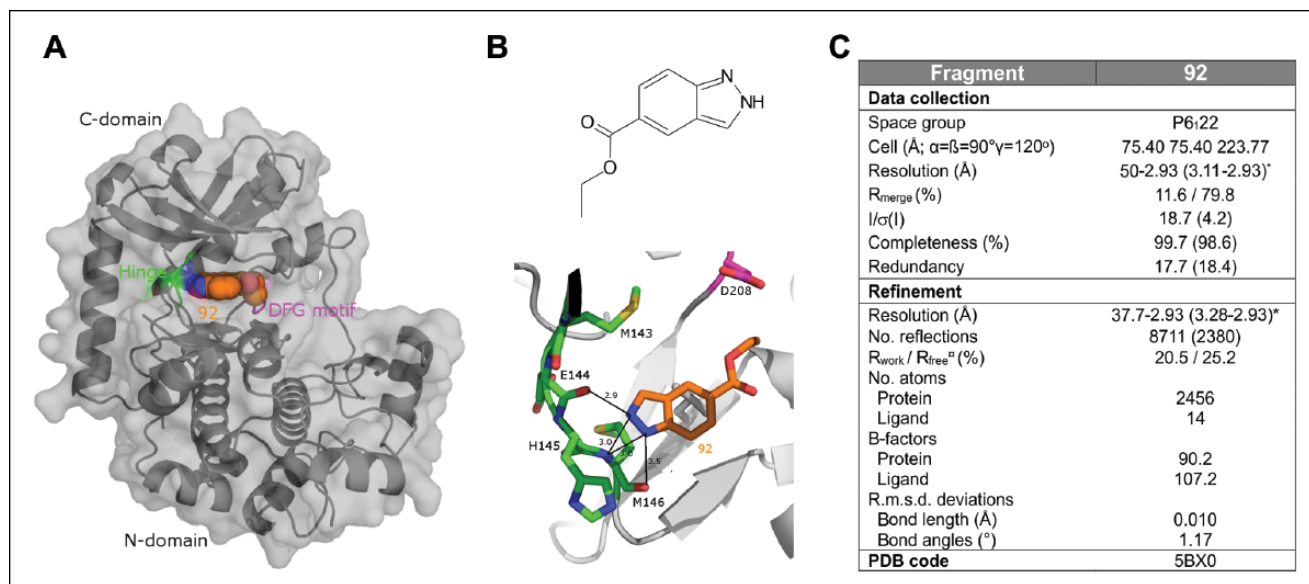 A
C-domain
Hinge
92
DFG motif
N-domain
B
N
NH
O
O
D208
M143
E144
2.9
H145
3.0
3.5
92
M146
C
Fragment 92
Data collection
Space group P6₁22
Cell (Å; α=ß=90°γ=120º) 75.40 75.40 223.77
Resolution (Å) 50-2.93 (3.11-2.93)*
Rmerge (%) 11.6 / 79.8
I/σ(I) 18.7 (4.2)
Completeness (%) 99.7 (98.6)
Redundancy 17.7 (18.4)
Refinement
Resolution (Å) 37.7-2.93 (3.28-2.93)*
No. reflections 8711 (2380)
Rwork / Rfree¤ (%) 20.5 / 25.2
No. atoms
Protein 2456
Ligand 14
B-factors
Protein 90.2
Ligand 107.2
R.m.s.d. deviations
Bond length (Å) 0.010
Bond angles (°) 1.17
PDB code 5BX0